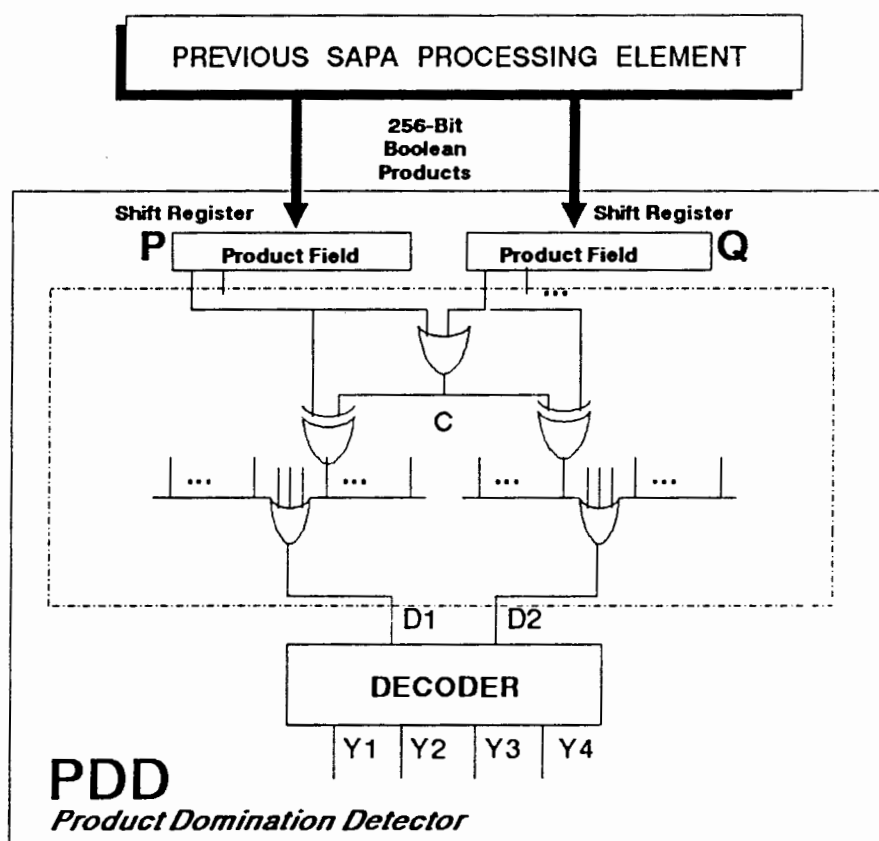 PREVIOUS SAPA PROCESSING ELEMENT
256-Bit
Boolean
Products
Shift Register
Shift Register
P
Product Field
Product Field
Q
...
C
...
...
...
...
D1
D2
DECODER
Y1
Y2
Y3
Y4
PDD
Product Domination Detector